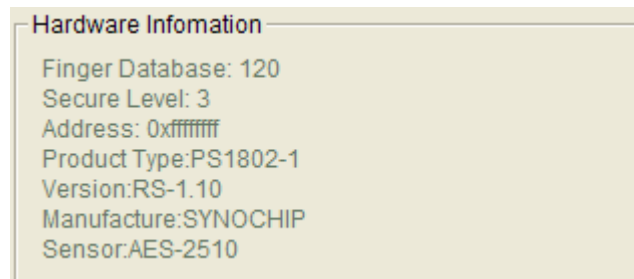 Hardware Infomation
Finger Database: 120
Secure Level: 3
Address: 0xffffffff
Product Type:PS1802-1
Version:RS-1.10
Manufacture:SYNOCHIP
Sensor:AES-2510